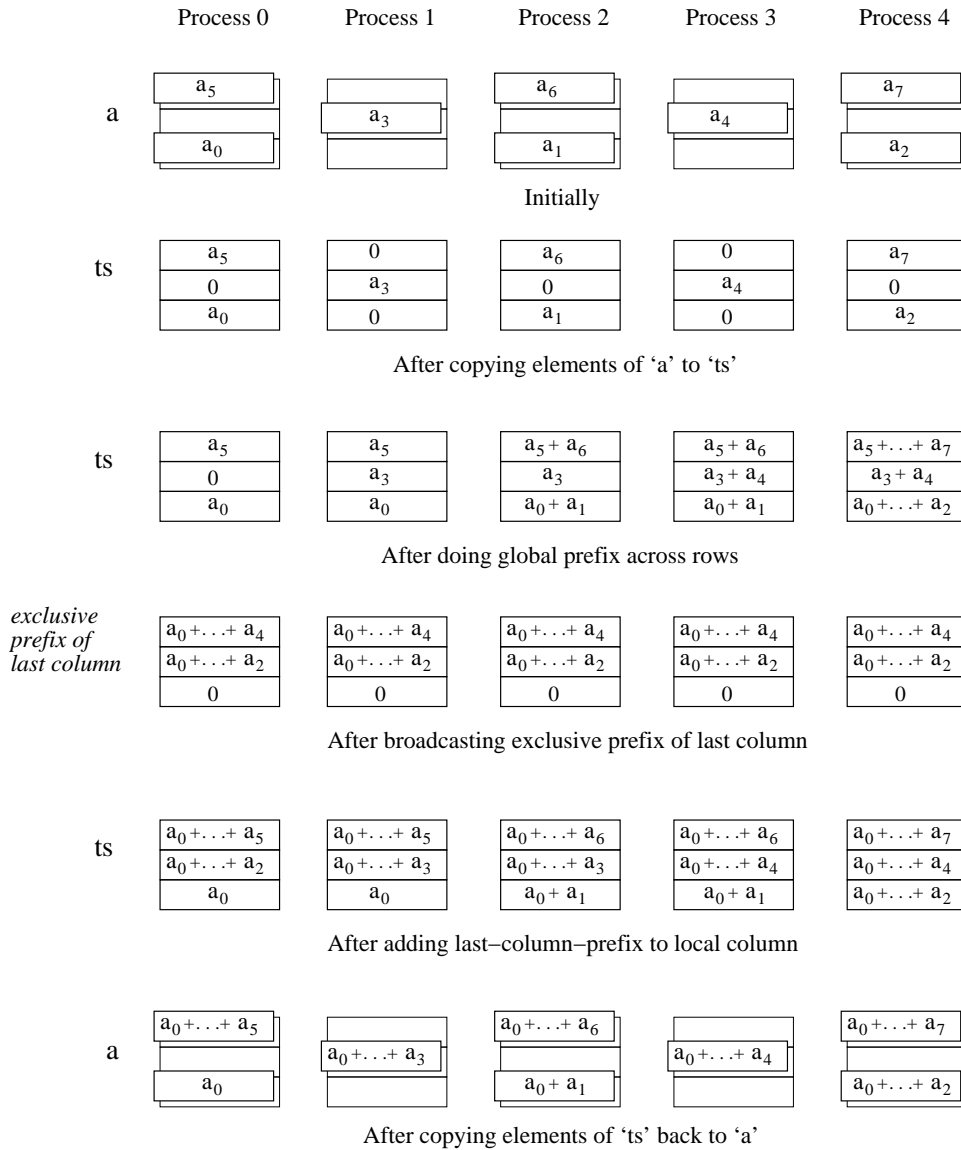 Process 0 Process 1 Process 2 Process 3 Process 4
a₅ a₆ a₇
a a₃ a₄
a₀ a₁ a₂
Initially
a₅ 0 a₆ 0 a₇
ts 0 a₃ 0 a₄ 0
a₀ 0 a₁ 0 a₂
After copying elements of ‘a’ to ‘ts’
a₅ a₅ a₅ + a₆ a₅ + a₆ a₅ +. . .+ a₇
ts 0 a₃ a₃ a₃ + a₄ a₃ + a₄
a₀ a₀ a₀ + a₁ a₀ + a₁ a₀ +. . .+ a₂
After doing global prefix across rows
exclusive
prefix of
last column
a₀ +. . .+ a₄ a₀ +. . .+ a₄ a₀ +. . .+ a₄ a₀ +. . .+ a₄ a₀ +. . .+ a₄
a₀ +. . .+ a₂ a₀ +. . .+ a₂ a₀ +. . .+ a₂ a₀ +. . .+ a₂ a₀ +. . .+ a₂
0 0 0 0 0
After broadcasting exclusive prefix of last column
a₀ +. . .+ a₅ a₀ +. . .+ a₅ a₀ +. . .+ a₆ a₀ +. . .+ a₆ a₀ +. . .+ a₇
ts a₀ +. . .+ a₂ a₀ +. . .+ a₃ a₀ +. . .+ a₃ a₀ +. . .+ a₄ a₀ +. . .+ a₄
a₀ a₀ a₀ + a₁ a₀ + a₁ a₀ +. . .+ a₂
After adding last−column−prefix to local column
a₀ +. . .+ a₅ a₀ +. . .+ a₆ a₀ +. . .+ a₇
a a₀ +. . .+ a₃ a₀ +. . .+ a₄
a₀ a₀ + a₁ a₀ +. . .+ a₂
After copying elements of ‘ts’ back to ‘a’